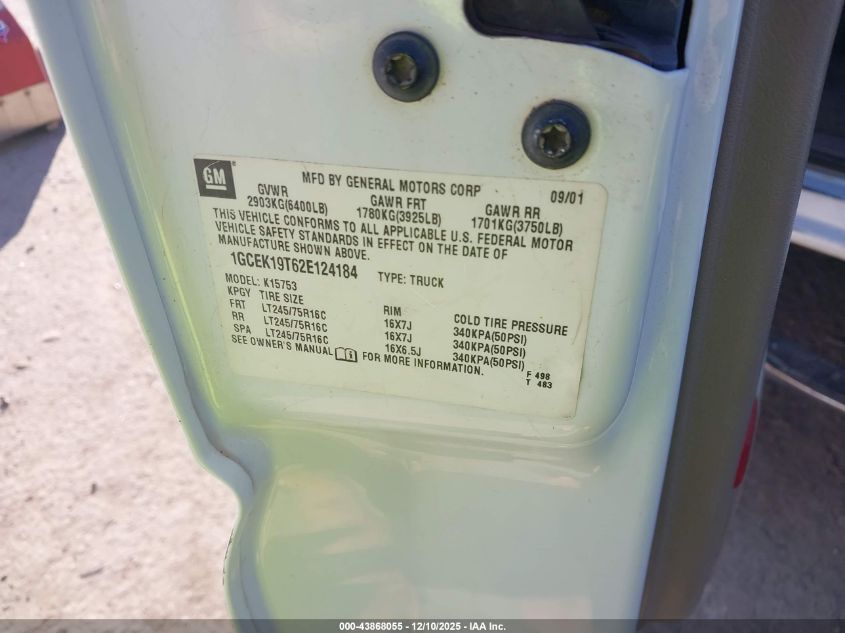 GM
MFD BY GENERAL MOTORS CORP 09/01
GVWR GAWR FRT GAWR RR
2903KG(6400LB) 1780KG(3925LB) 1701KG(3750LB)
THIS VEHICLE CONFORMS TO ALL APPLICABLE U.S. FEDERAL MOTOR
VEHICLE SAFETY STANDARDS IN EFFECT ON THE DATE OF
MANUFACTURE SHOWN ABOVE.
1GCEK19T62E124184 TYPE: TRUCK
MODEL: K15753
KPGY TIRE SIZE RIM COLD TIRE PRESSURE
FRT LT245/75R16C 16X7J 340KPA(50PSI)
RR LT245/75R16C 16X7J 340KPA(50PSI)
SPA LT245/75R16C 16X6.5J 340KPA(50PSI)
SEE OWNER'S MANUAL FOR MORE INFORMATION.
F 498
T 483
000-43868055 — 12/10/2025 — IAA Inc.